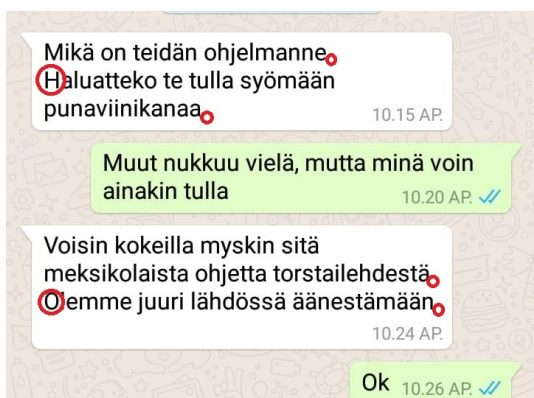 Mikä on teidän ohjelmanne.
Haluatteko te tulla syömään
punaviinikanaa.
10.15 AP.
Muut nukkuu vielä, mutta minä voin
ainakin tulla
10.20 AP.
Voisin kokeilla myskin sitä
meksikolaista ohjetta torstailehdestä.
Olemme juuri lähdössä äänestämään.
10.24 AP.
Ok 10.26 AP.